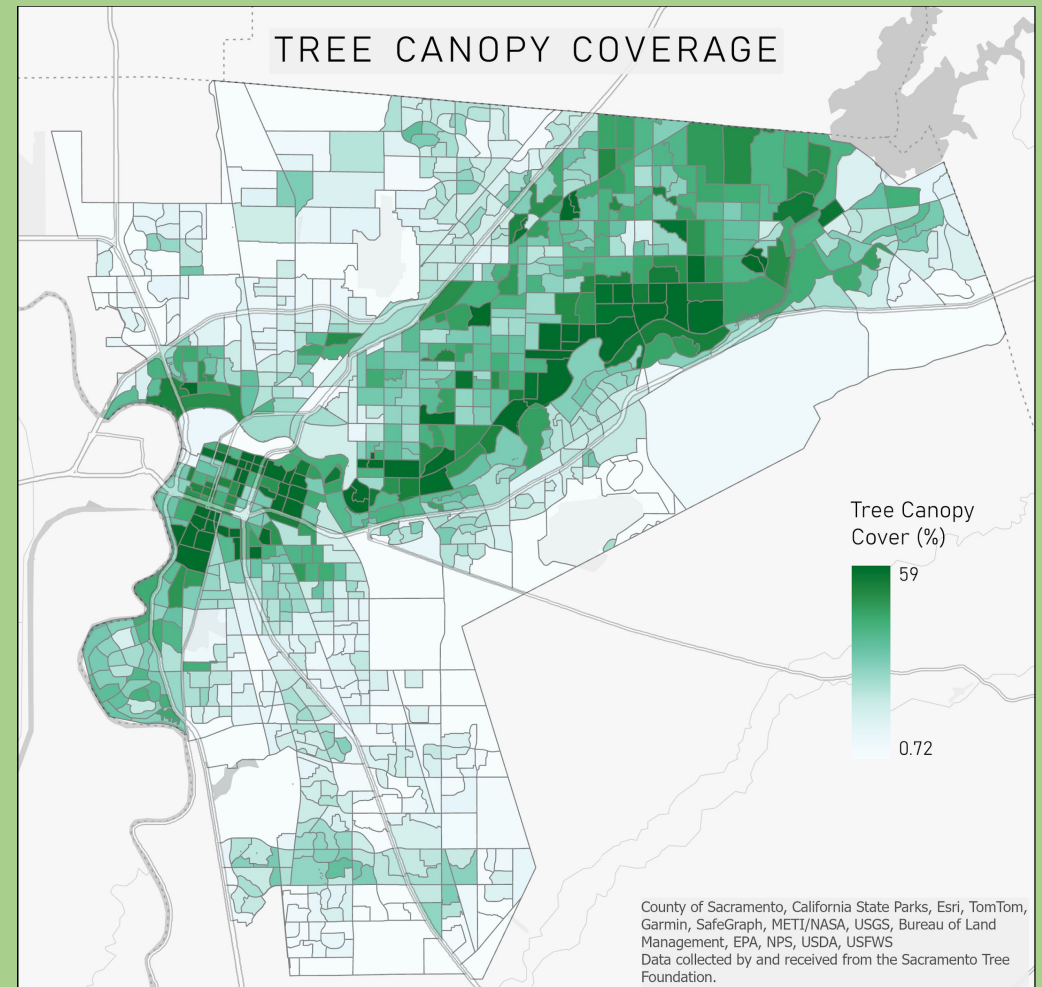 TREE CANOPY COVERAGE
Tree Canopy
Cover (%)
59
0.72
County of Sacramento, California State Parks, Esri, TomTom,
Garmin, SafeGraph, METI/NASA, USGS, Bureau of Land
Management, EPA, NPS, USDA, USFWS
Data collected by and received from the Sacramento Tree
Foundation.